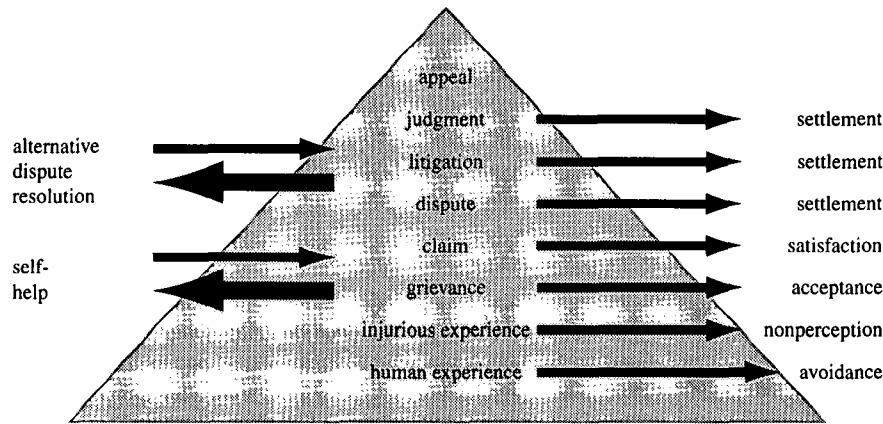 appeal
judgment
settlement
alternative
dispute
resolution
litigation
settlement
dispute
settlement
claim
satisfaction
self-
help
grievance
acceptance
injurious experience
nonperception
human experience
avoidance